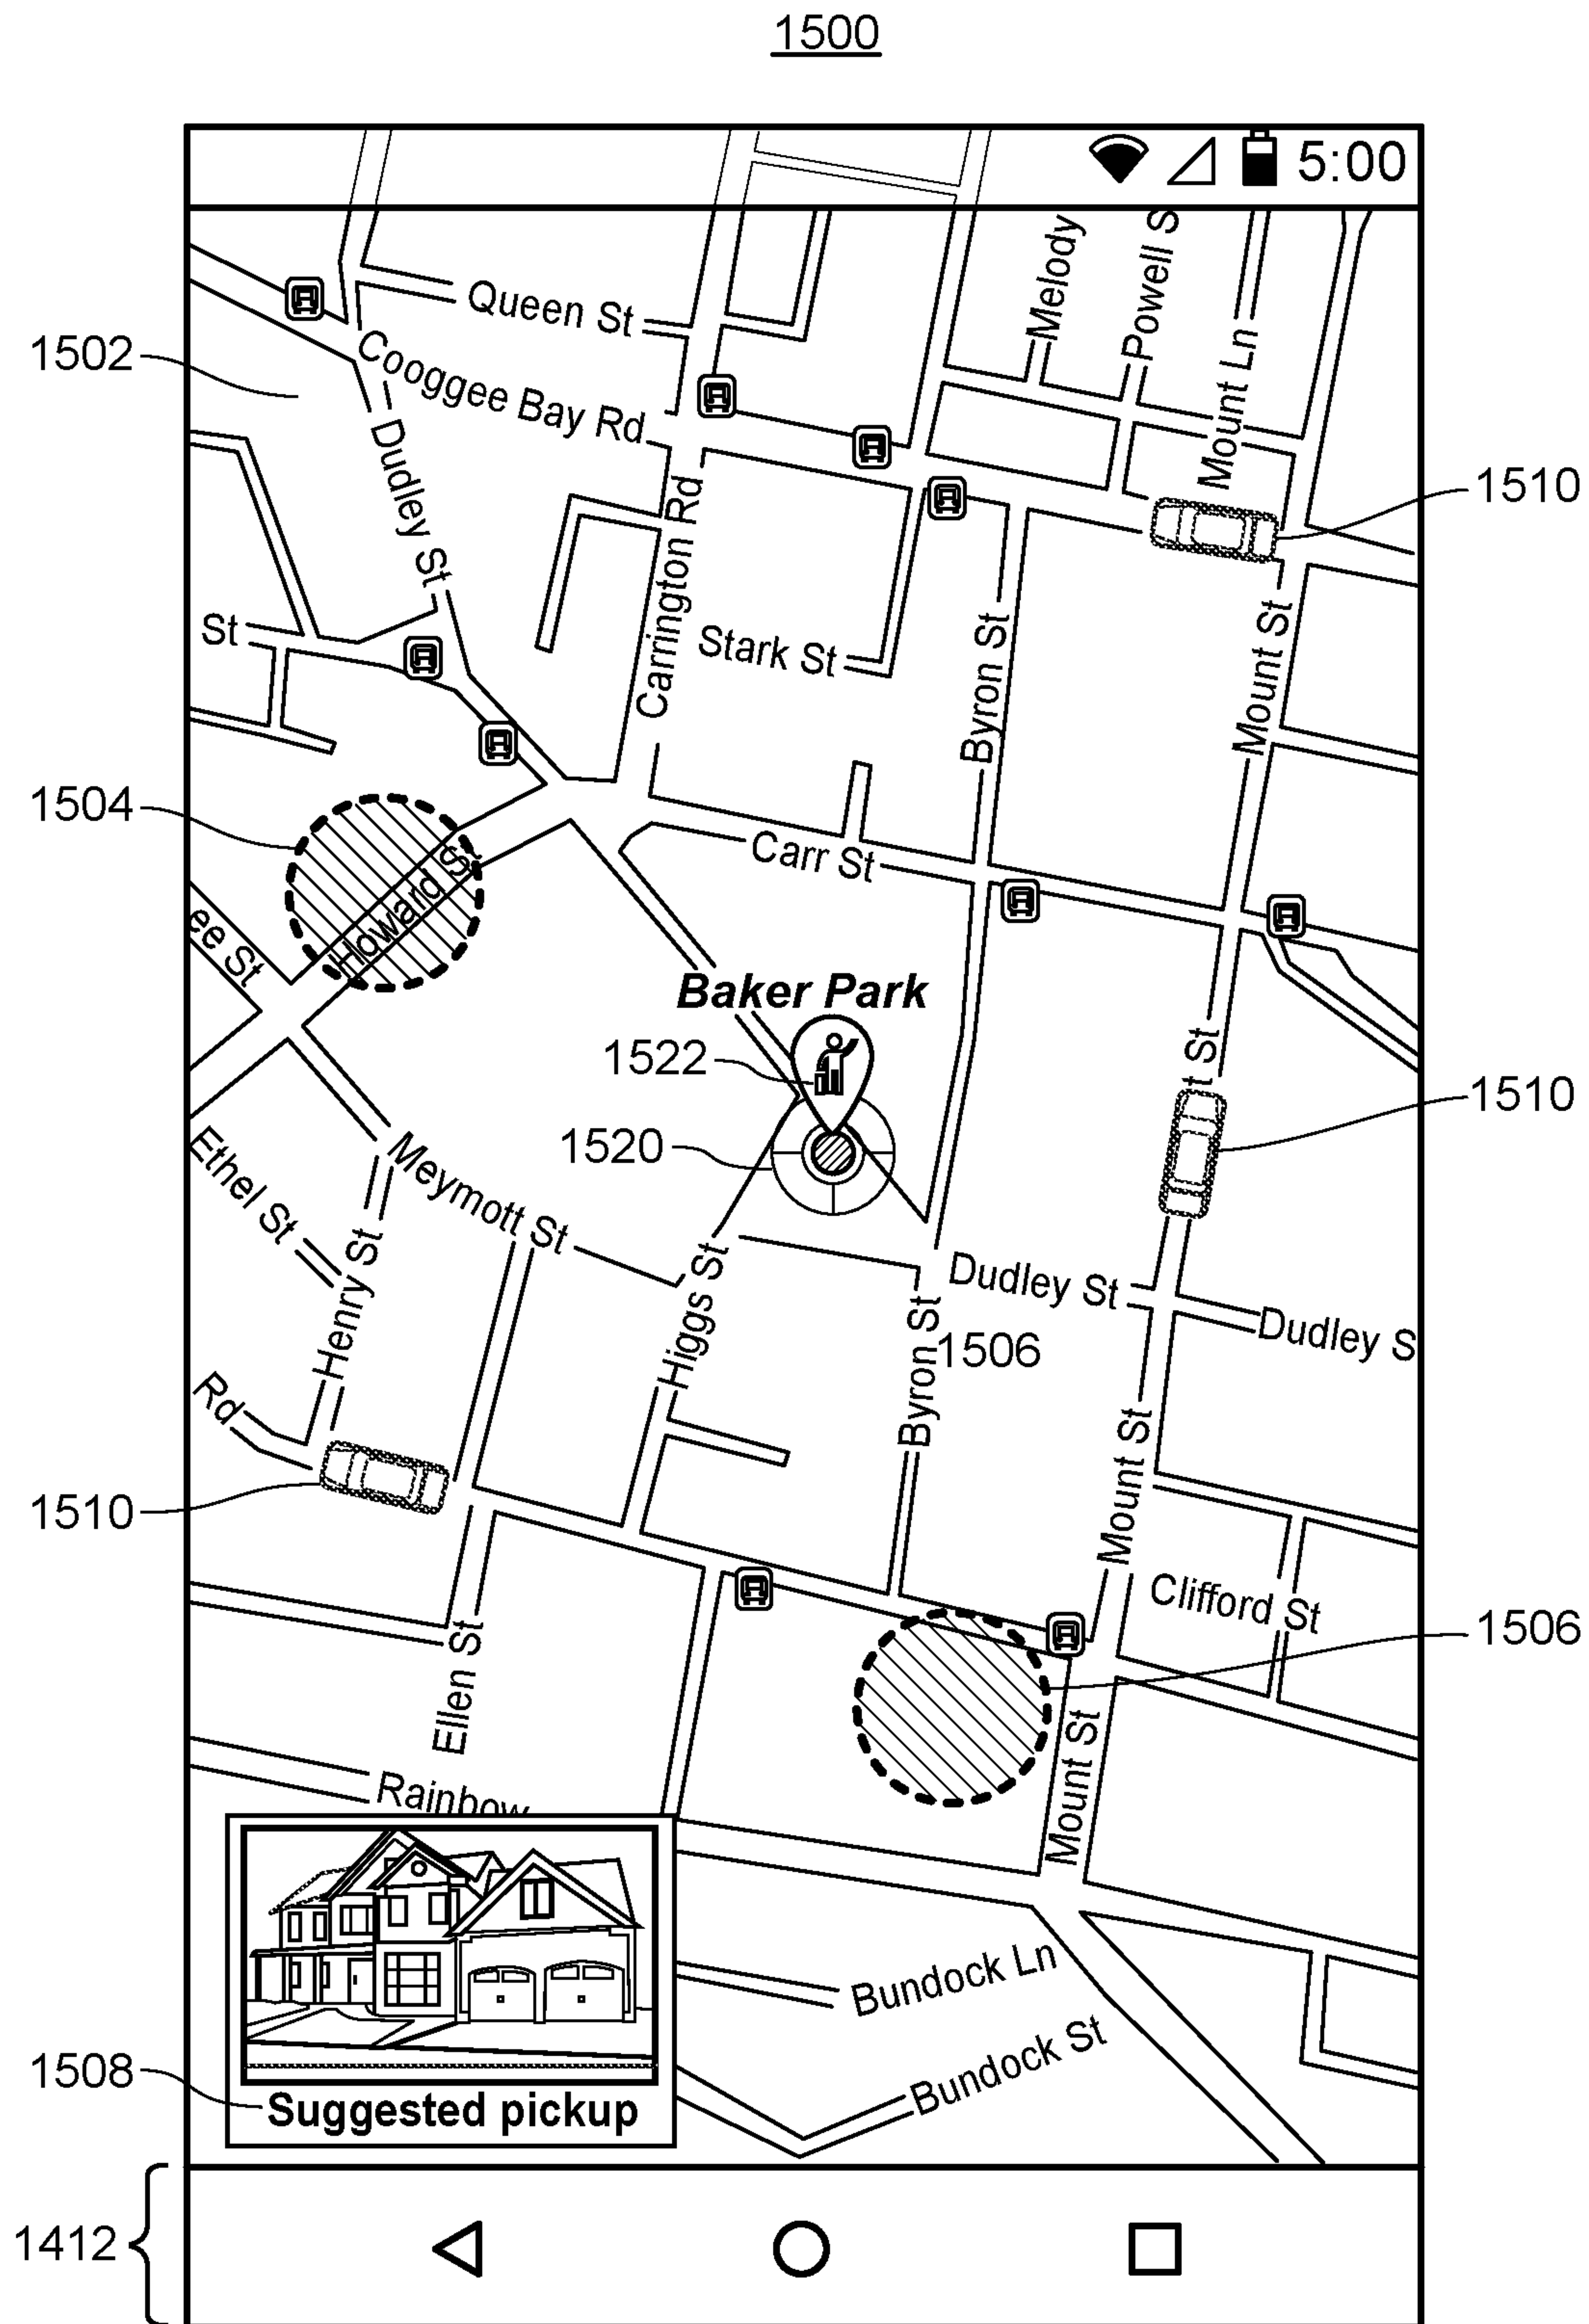 1500
5:00
Melody
Powell S
Queen St
Mount Ln
1502
Cooggee Bay Rd
Dudley St
1510
Carrington Rd
St
Stark St
Byron St
Mount St
1504
Carr St
Howard St
ee St
Baker Park
1522
t St
1510
1520
Ethel St
Meymott St
Henry St
Higgs St
Dudley St
Dudley S
Byron St
1506
Rd
Mount St
1510
Clifford St
1506
Ellen St
Mount St
Rainbow
Bundock Ln
Bundock St
1508
Suggested pickup
1412